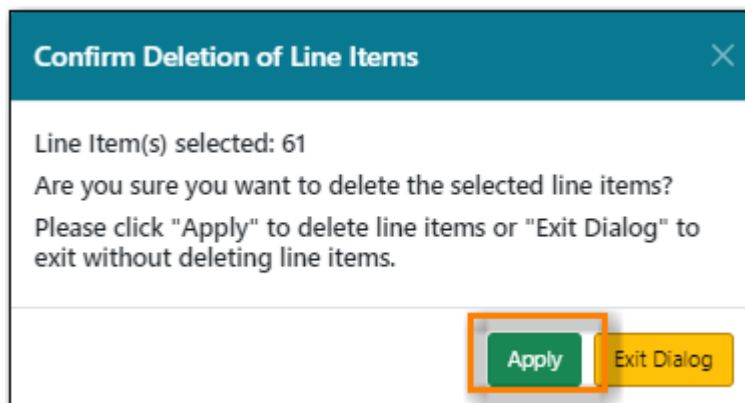 Confirm Deletion of Line Items
Line Item(s) selected: 61
Are you sure you want to delete the selected line items?
Please click "Apply" to delete line items or "Exit Dialog" to
exit without deleting line items.
Apply
Exit Dialog